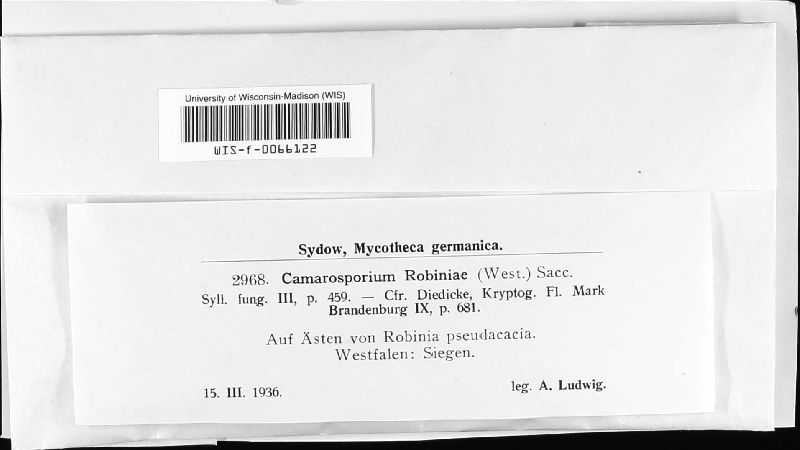 University of Wisconsin-Madison (WIS)
WIS-f-0066122
Sydow, Mycotheca germanica.
2968. Camarosporium Robiniae (West.) Sacc.
Syll. fung. III, p. 459. — Cfr. Diedicke, Kryptog. Fl. Mark
Brandenburg IX, p. 681.
Auf Ästen von Robinia pseudacacia.
Westfalen: Siegen.
15. III. 1936.
leg. A. Ludwig.